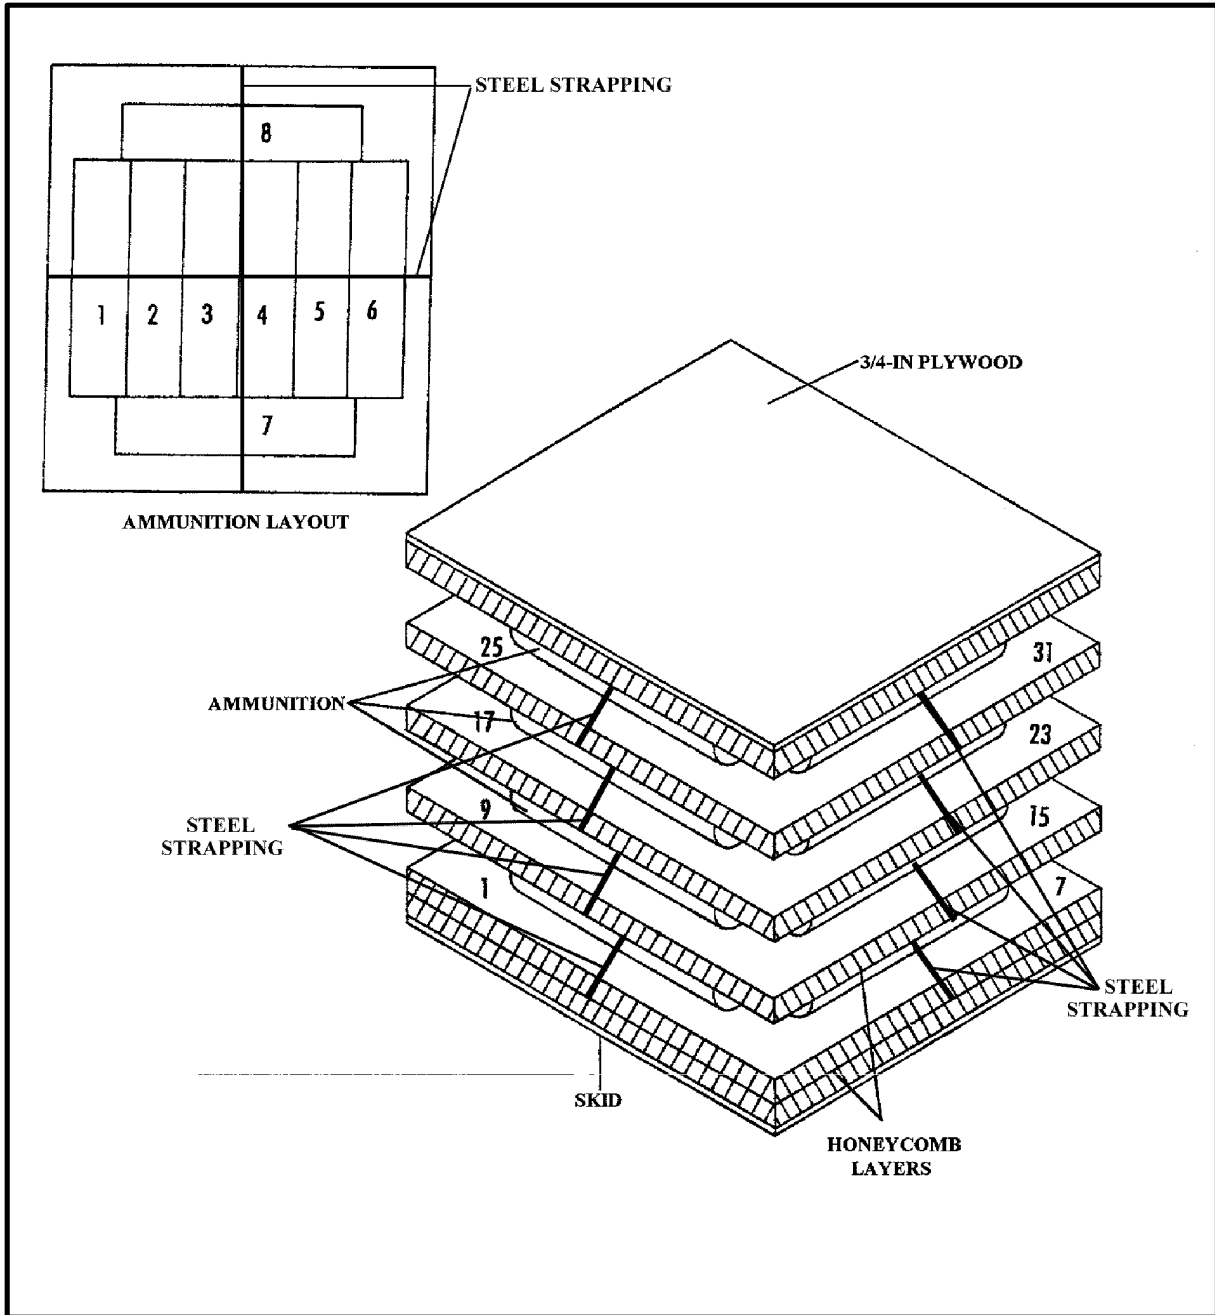 STEEL STRAPPING
8
1 2 3 4 5 6
7
AMMUNITION LAYOUT
3/4-IN PLYWOOD
25
31
AMMUNITION
17
23
STEEL
STRAPPING
9
15
1
7
STEEL
STRAPPING
SKID
HONEYCOMB
LAYERS